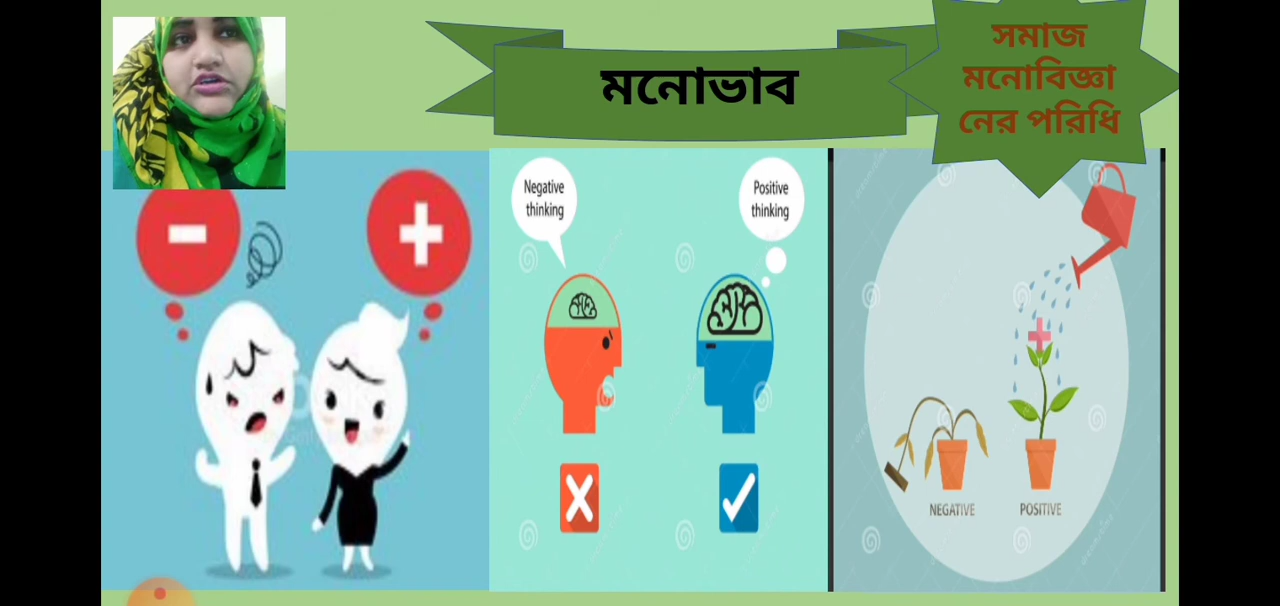 মনোভাব
সমাজ
মনোবিজ্ঞা
নের পরিধি
Negative
thinking
Positive
thinking
NEGATIVE
POSITIVE